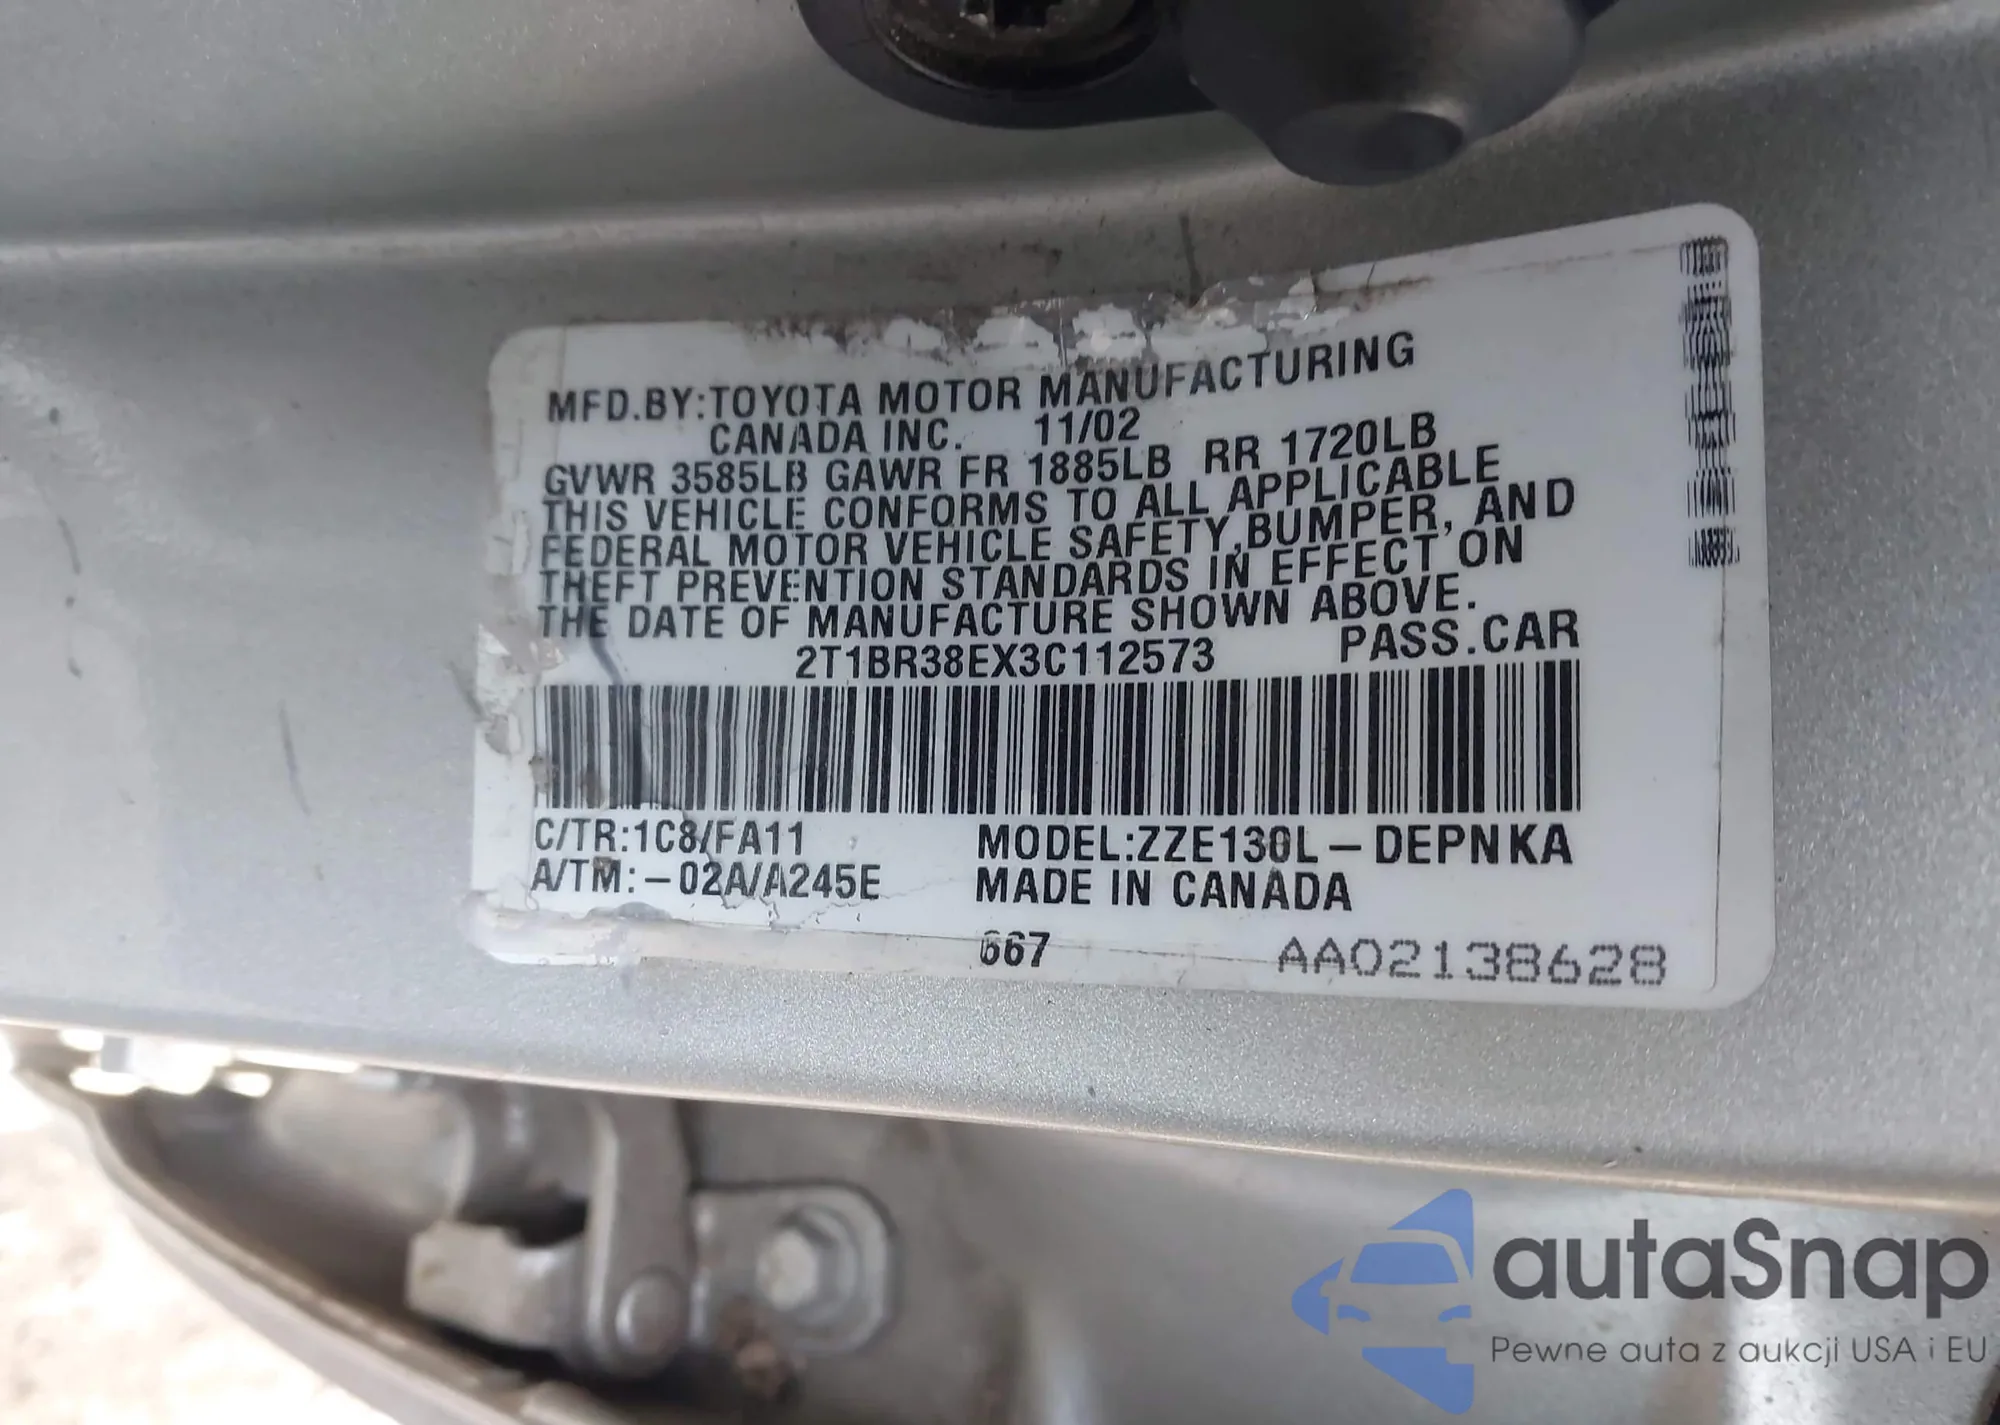 MFD.BY:TOYOTA MOTOR MANUFACTURING
CANADA INC. 11/02
GVWR 3585LB GAWR FR 1885LB RR 1720LB
THIS VEHICLE CONFORMS TO ALL APPLICABLE
FEDERAL MOTOR VEHICLE SAFETY,BUMPER, AND
THEFT PREVENTION STANDARDS IN EFFECT ON
THE DATE OF MANUFACTURE SHOWN ABOVE.
2T1BR38EX3C112573 PASS.CAR
C/TR:1C8/FA11 MODEL:ZZE130L-DEPNKA
A/TM:-02A/A245E MADE IN CANADA
667 AA02138628
autaSnap
Pewne auta z aukcji USA i EU